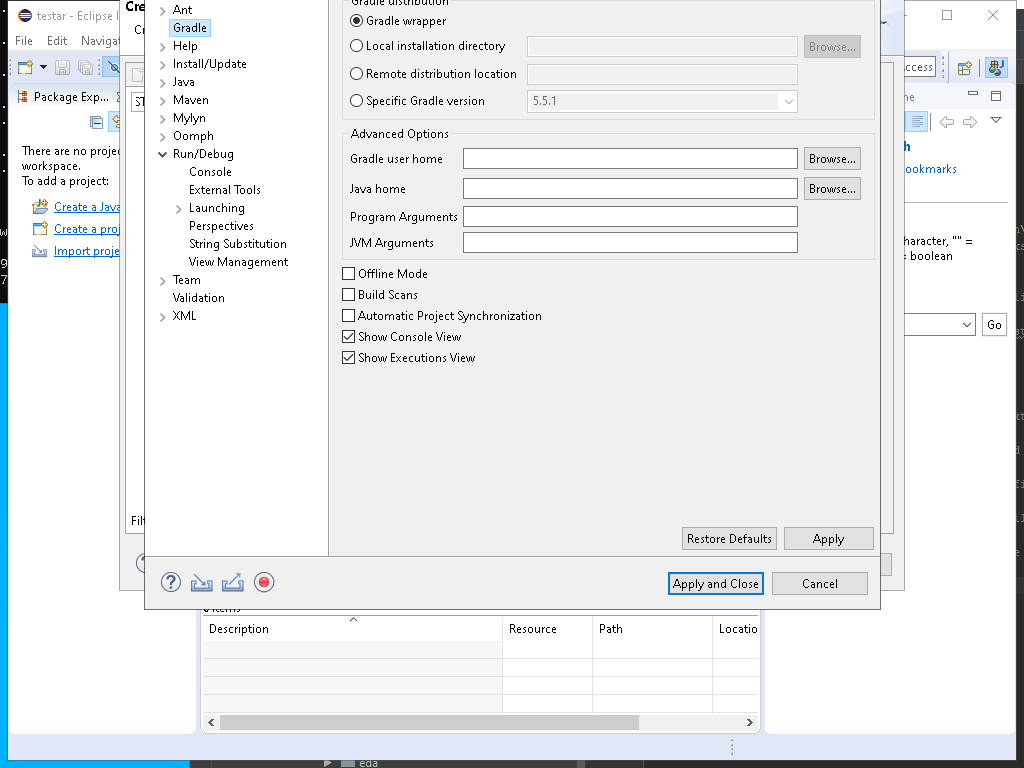 testar - Eclipse I
File Edit Navigat
Package Exp...
There are no projec
workspace.
To add a project:
Create a Java
Create a proj
Import proje
Cre
Cr
Ant
Gradle
Help
Install/Update
Java
Maven
Mylyn
Oomph
Run/Debug
Console
External Tools
Launching
Perspectives
String Substitution
View Management
Team
Validation
XML
Gradle distribution
Gradle wrapper
Local installation directory
Browse...
Remote distribution location
Specific Gradle version
5.5.1
Advanced Options
Gradle user home
Browse...
Java home
Browse...
Program Arguments
JVM Arguments
Offline Mode
Build Scans
Automatic Project Synchronization
Show Console View
Show Executions View
Restore Defaults
Apply
Apply and Close
Cancel
Filt
ccess
ne
h
ookmarks
haracter, "" =
= boolean
Go
Description
Resource
Path
Locatio
eda